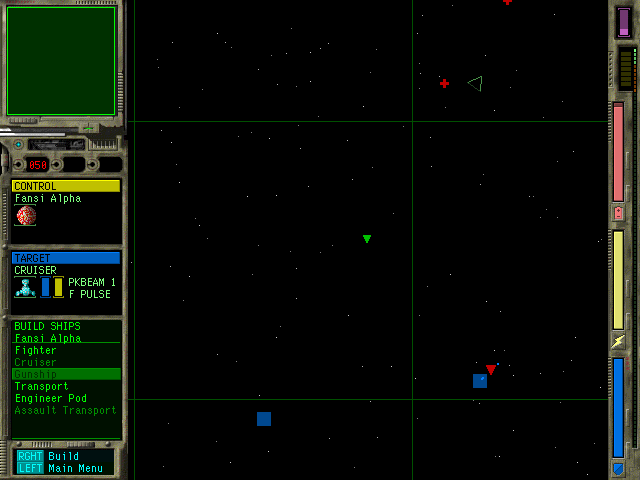 050
CONTROL
Fansi Alpha
TARGET
CRUISER
PKBEAM 1
F PULSE
BUILD SHIPS
Fansi Alpha
Fighter
Cruiser
Gunship
Transport
Engineer Pod
Assault Transport
RGHT Build
LEFT Main Menu